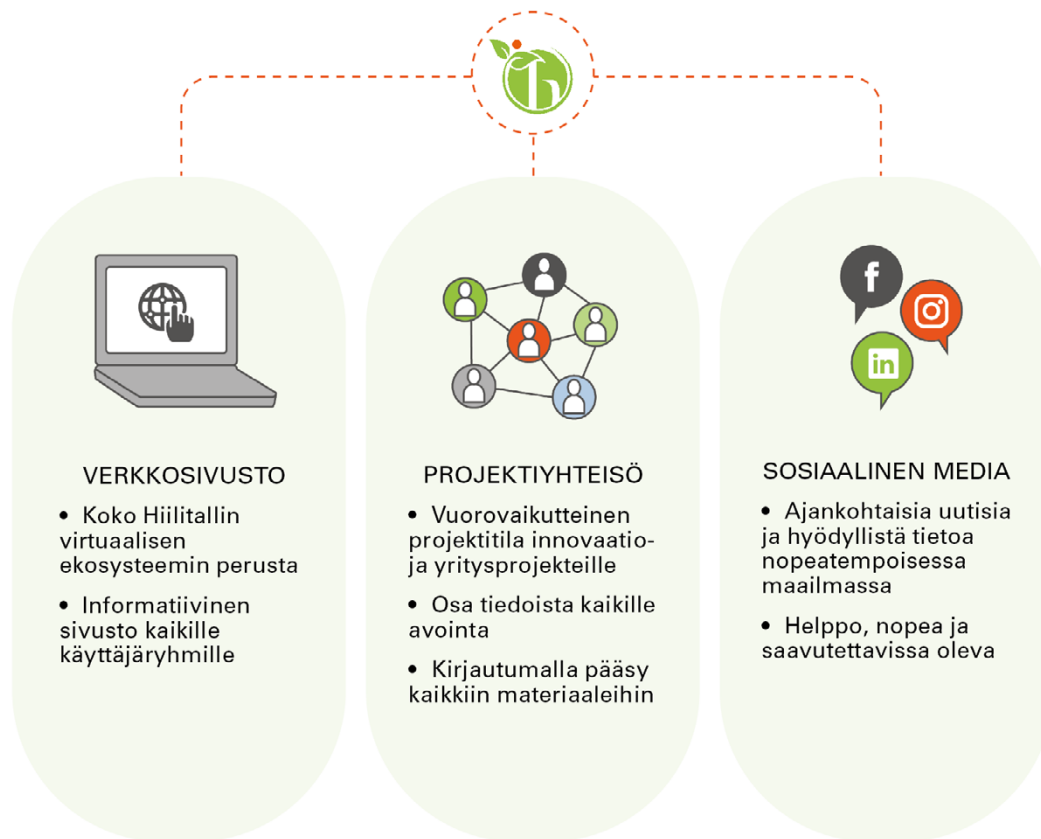 VERKKOSIVUSTO
• Koko Hiilitallin
virtuaalisen
ekosysteemin perusta
• Informatiivinen
sivusto kaikille
käyttäjäryhmille
PROJEKTIYHTEISÖ
• Vuorovaikutteinen
projektitila innovaatio-
ja yritysprojekteille
• Osa tiedoista kaikille
avointa
• Kirjautumalla pääsy
kaikkiin materiaaleihin
f
in
SOSIAALINEN MEDIA
• Ajankohtaisia uutisia
ja hyödyllistä tietoa
nopeatempoisessa
maailmassa
• Helppo, nopea ja
saavutettavissa oleva